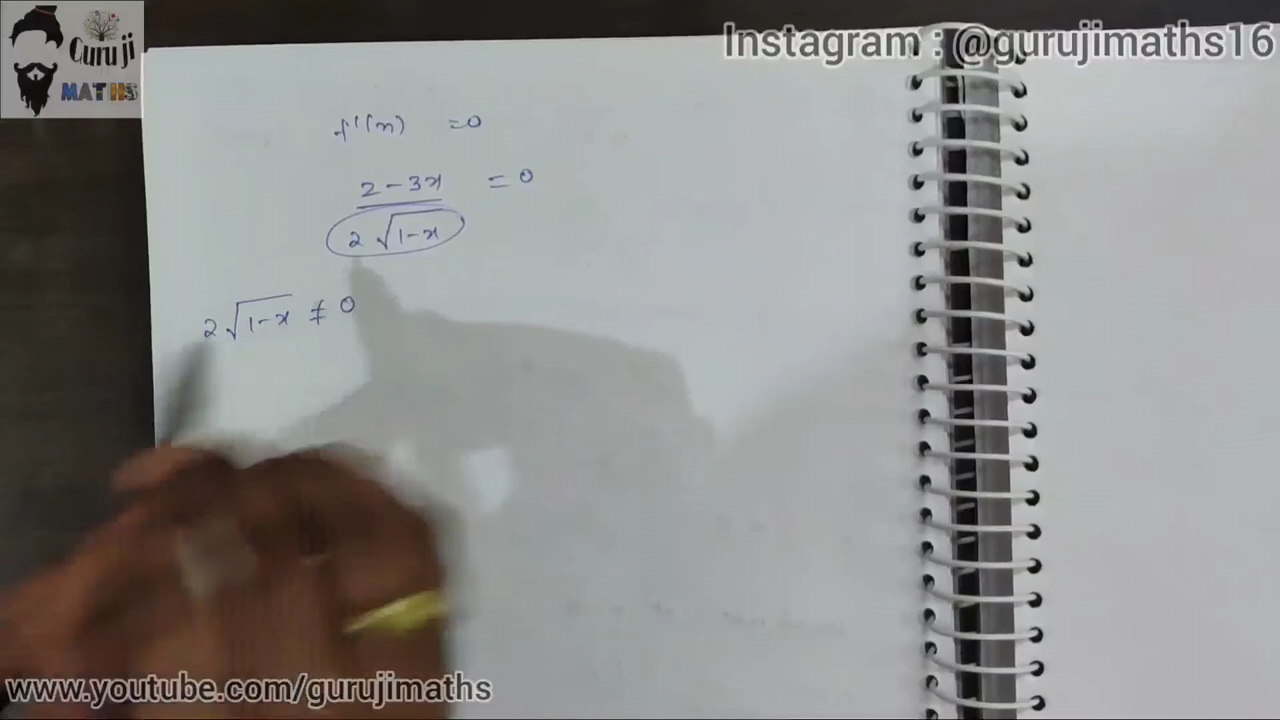 Guru ji
MATHS
Instagram : @gurujimaths16
f'(x) =0
2-3x
= 0
2 √1-x
2 √1-x ≠ 0
www.youtube.com/gurujimaths